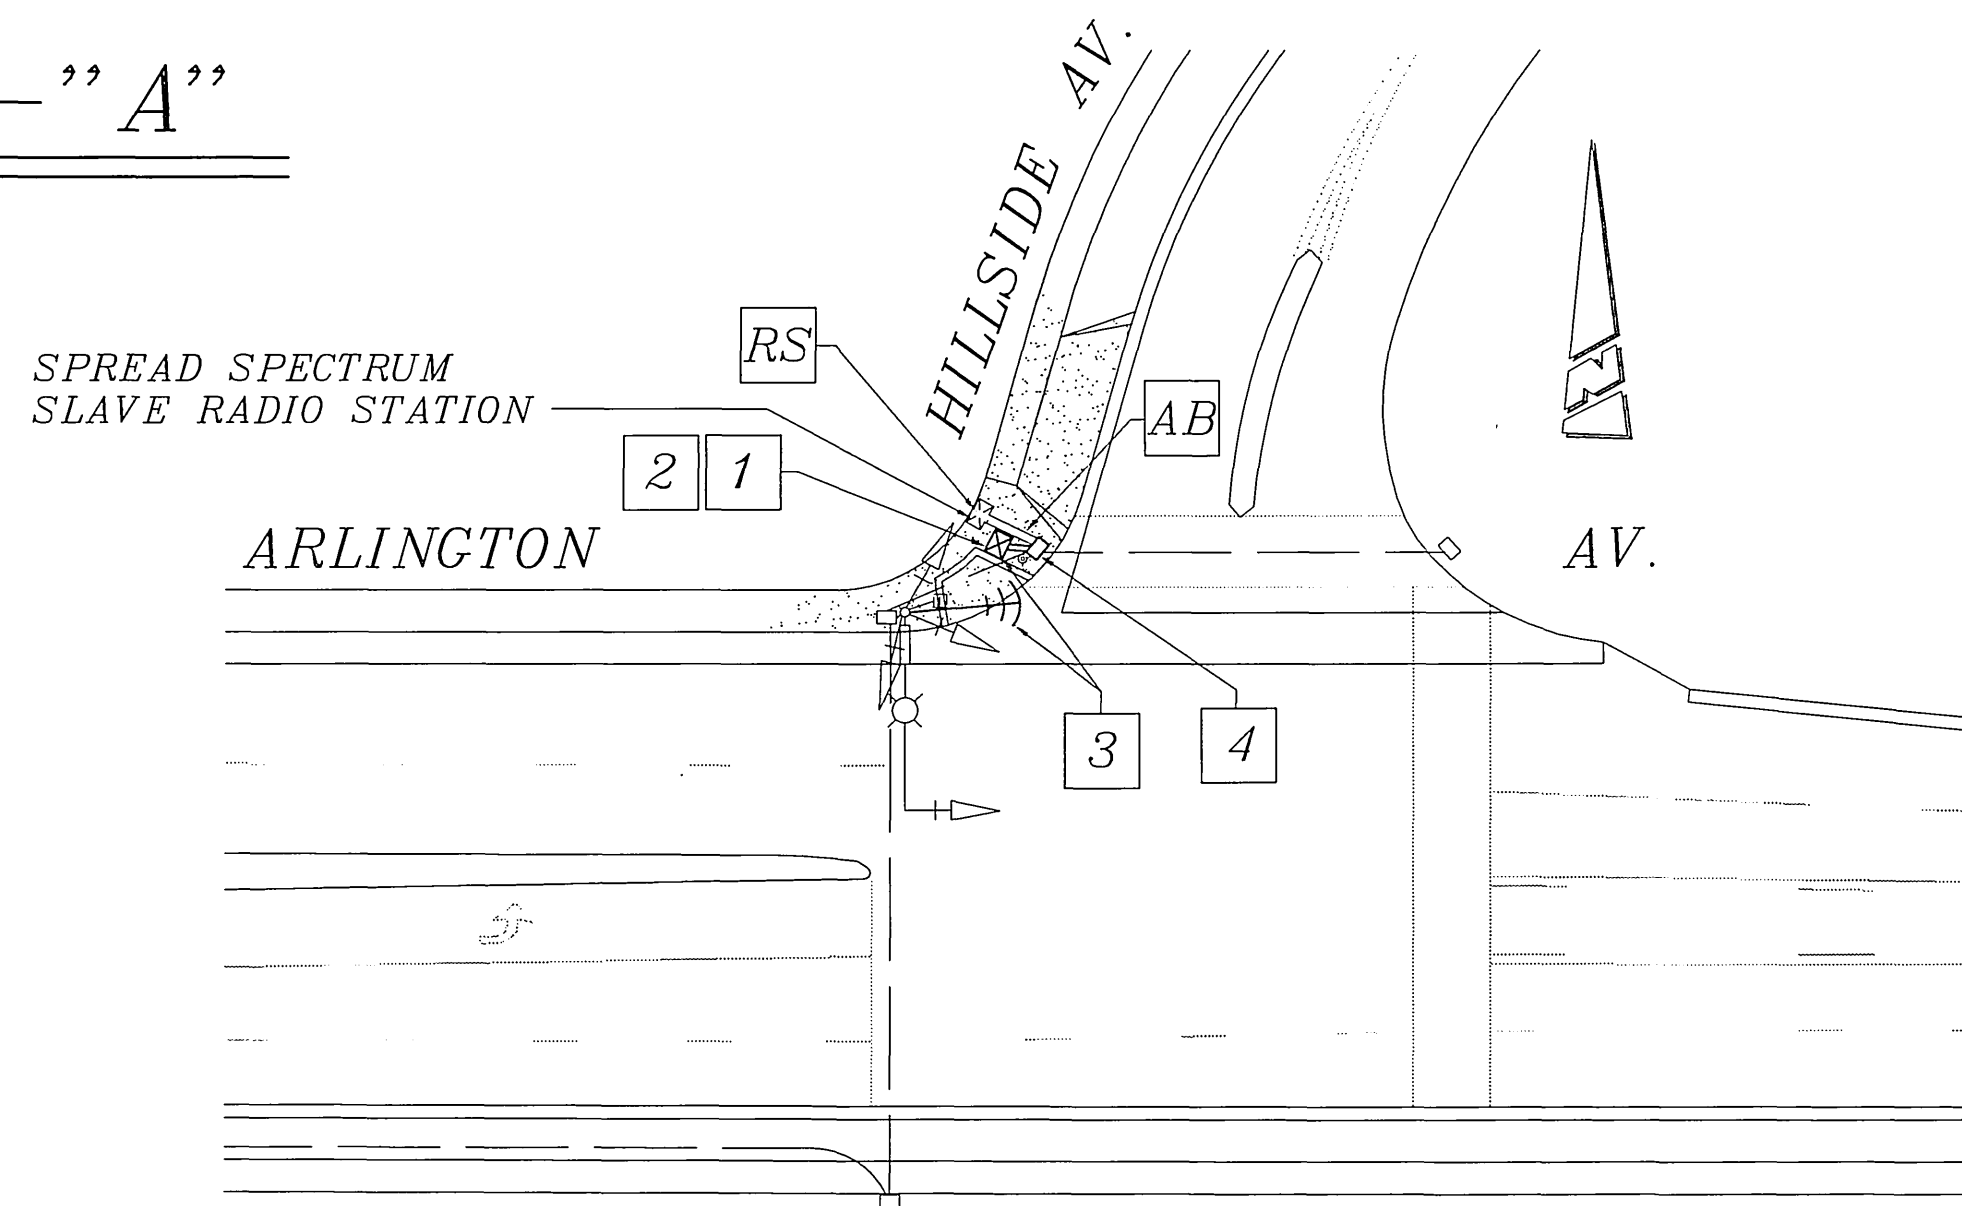 "A"
HILLSIDE AV.
RS
SPREAD SPECTRUM
SLAVE RADIO STATION
AB
2 1
ARLINGTON AV.
N
3 4